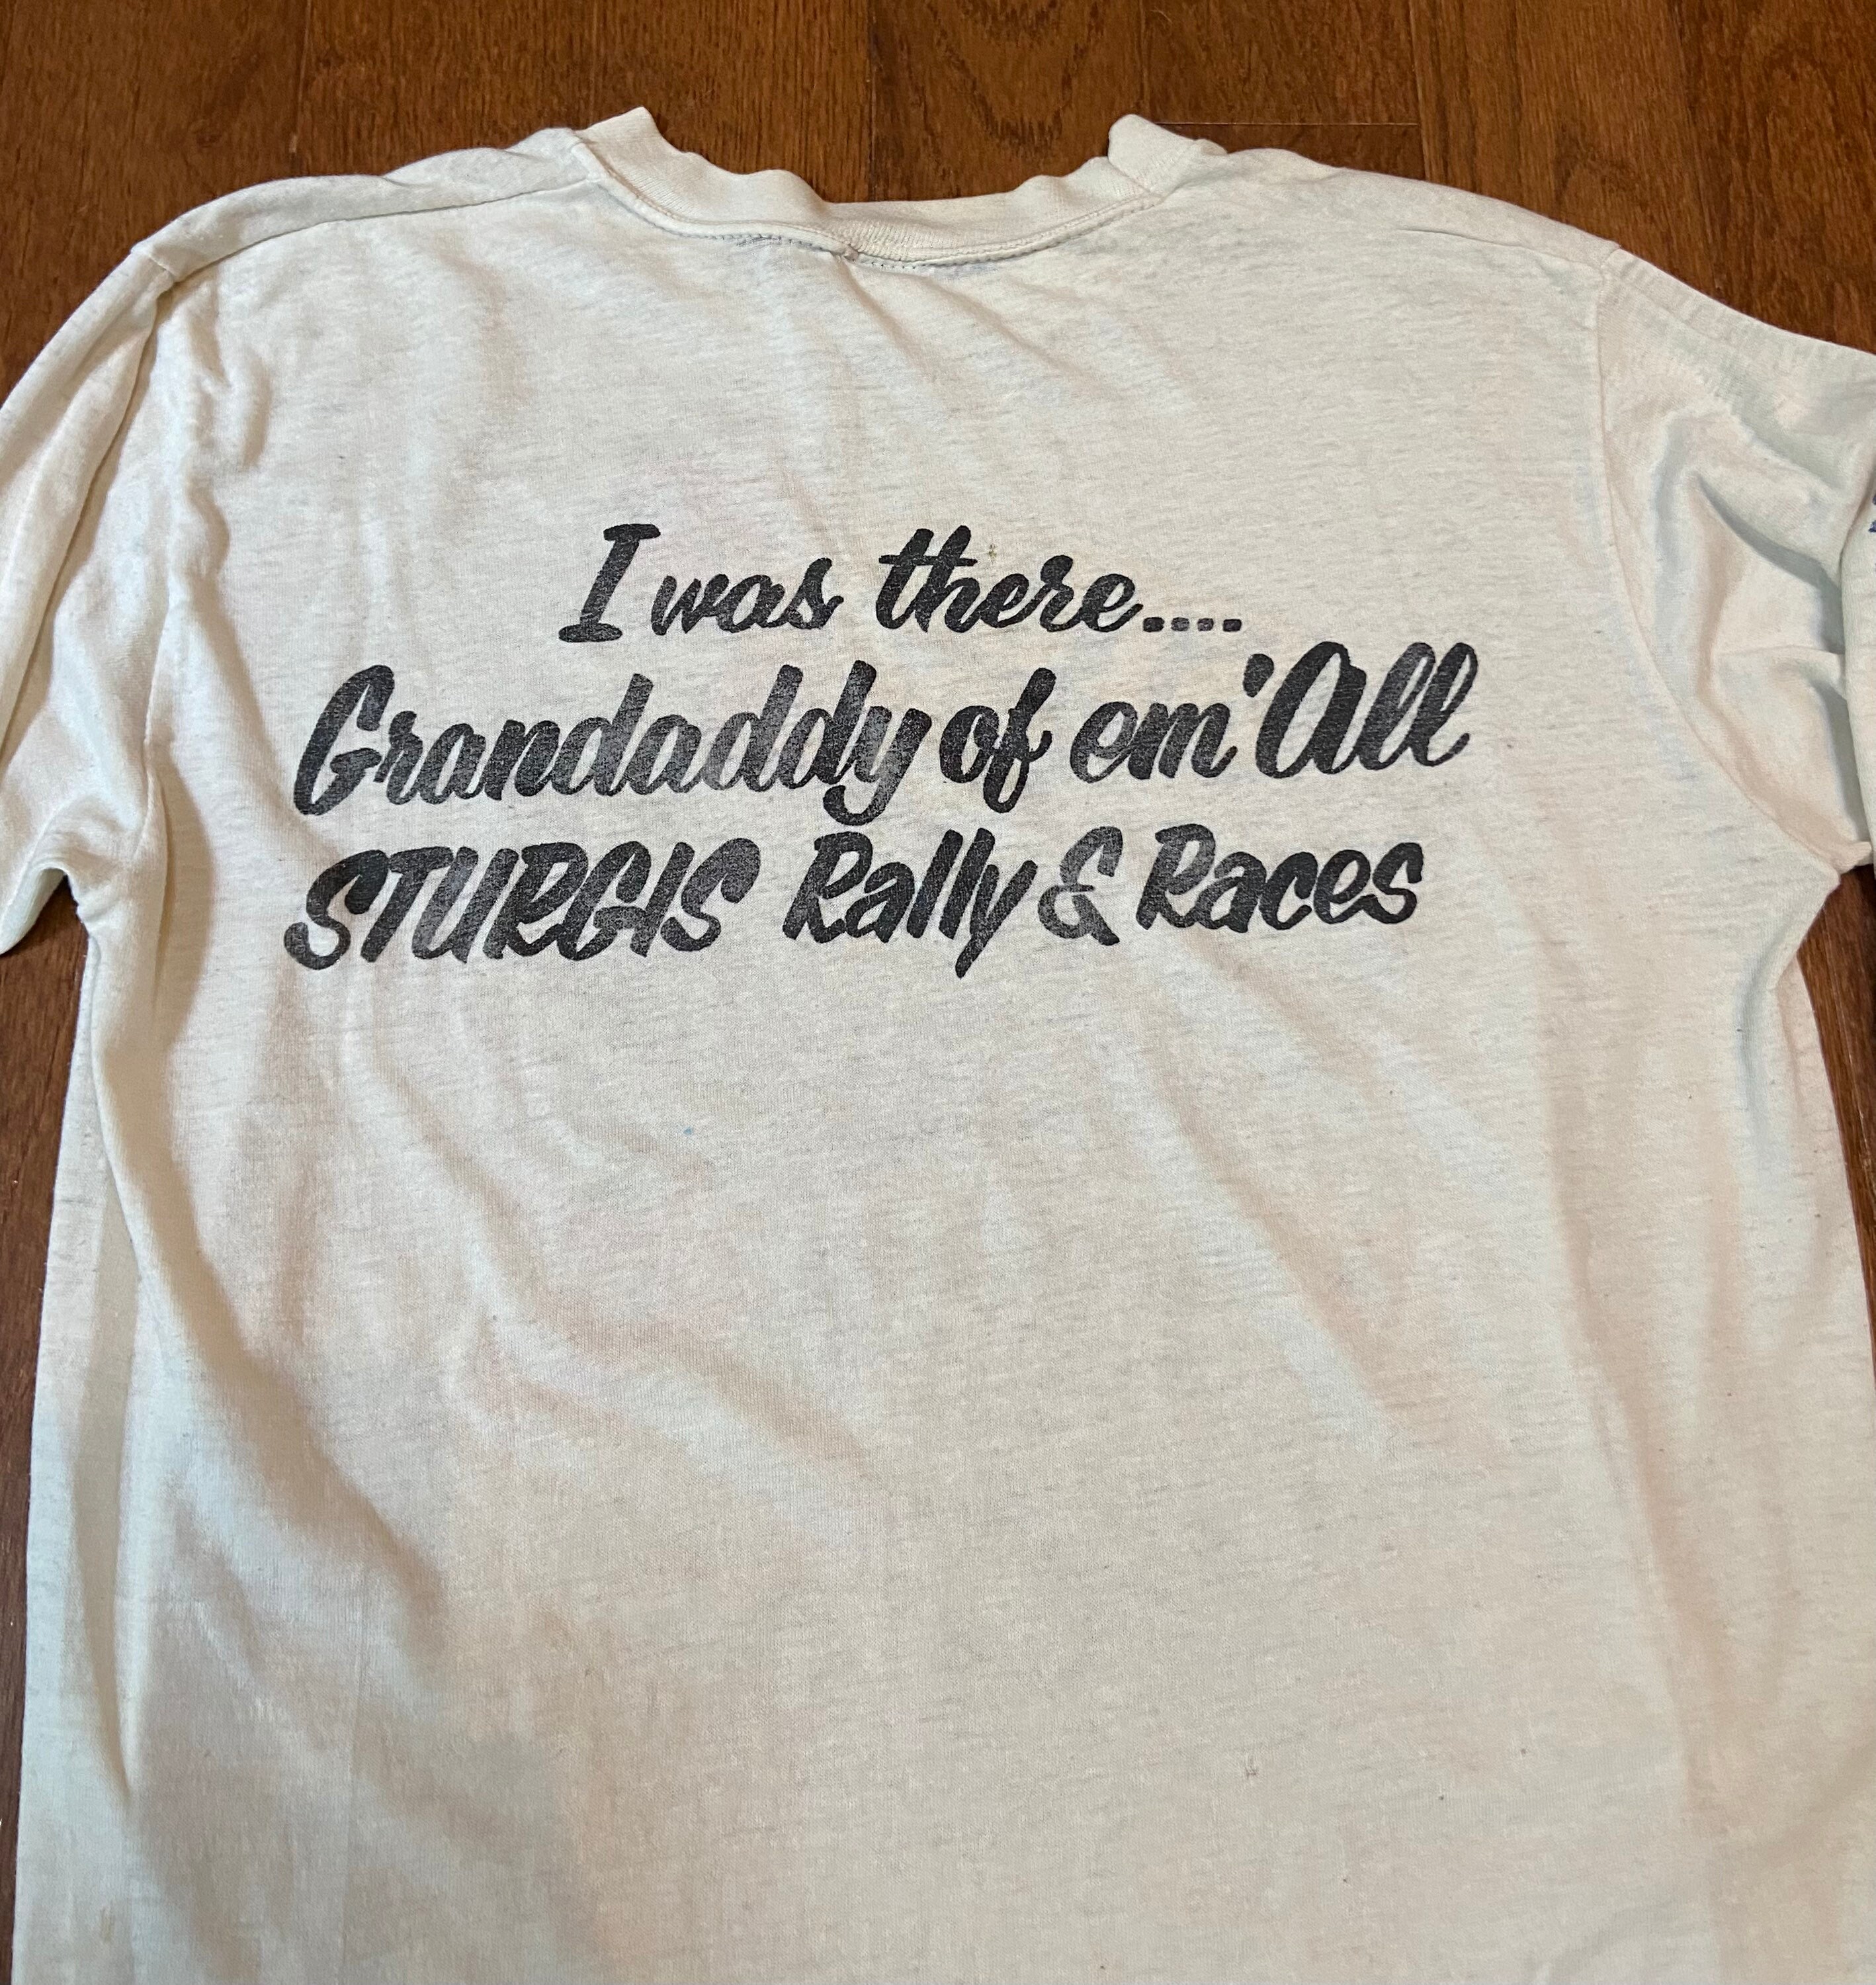 I was there....
Grandaddy of em' All
STURGIS Rally & Races